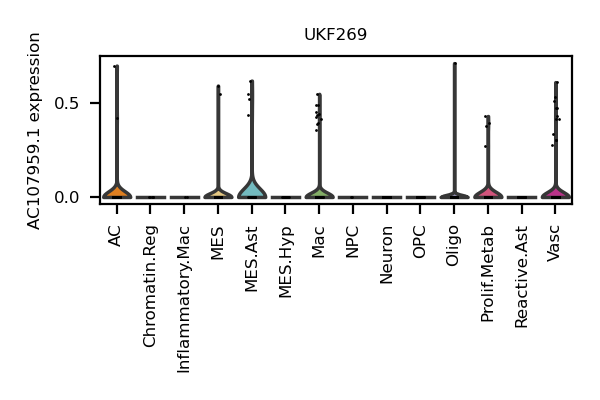 UKF269
AC107959.1 expression
0.5
0.0
AC
Chromatin.Reg
Inflammatory.Mac
MES
MES.Ast
MES.Hyp
Mac
NPC
Neuron
OPC
Oligo
Prolif.Metab
Reactive.Ast
Vasc